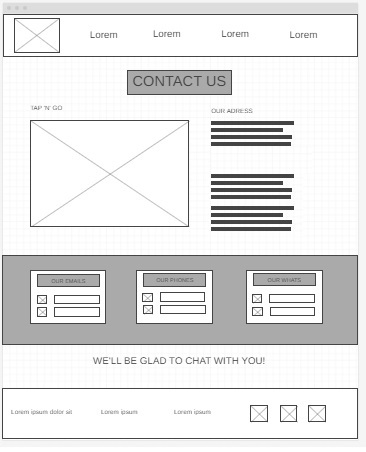 Lorem Lorem Lorem Lorem
CONTACT US
TAP 'N' GO
OUR ADRESS
OUR EMAILS OUR PHONES OUR WHATS
WE'LL BE GLAD TO CHAT WITH YOU!
Lorem ipsum dolor sit Lorem ipsum Lorem ipsum